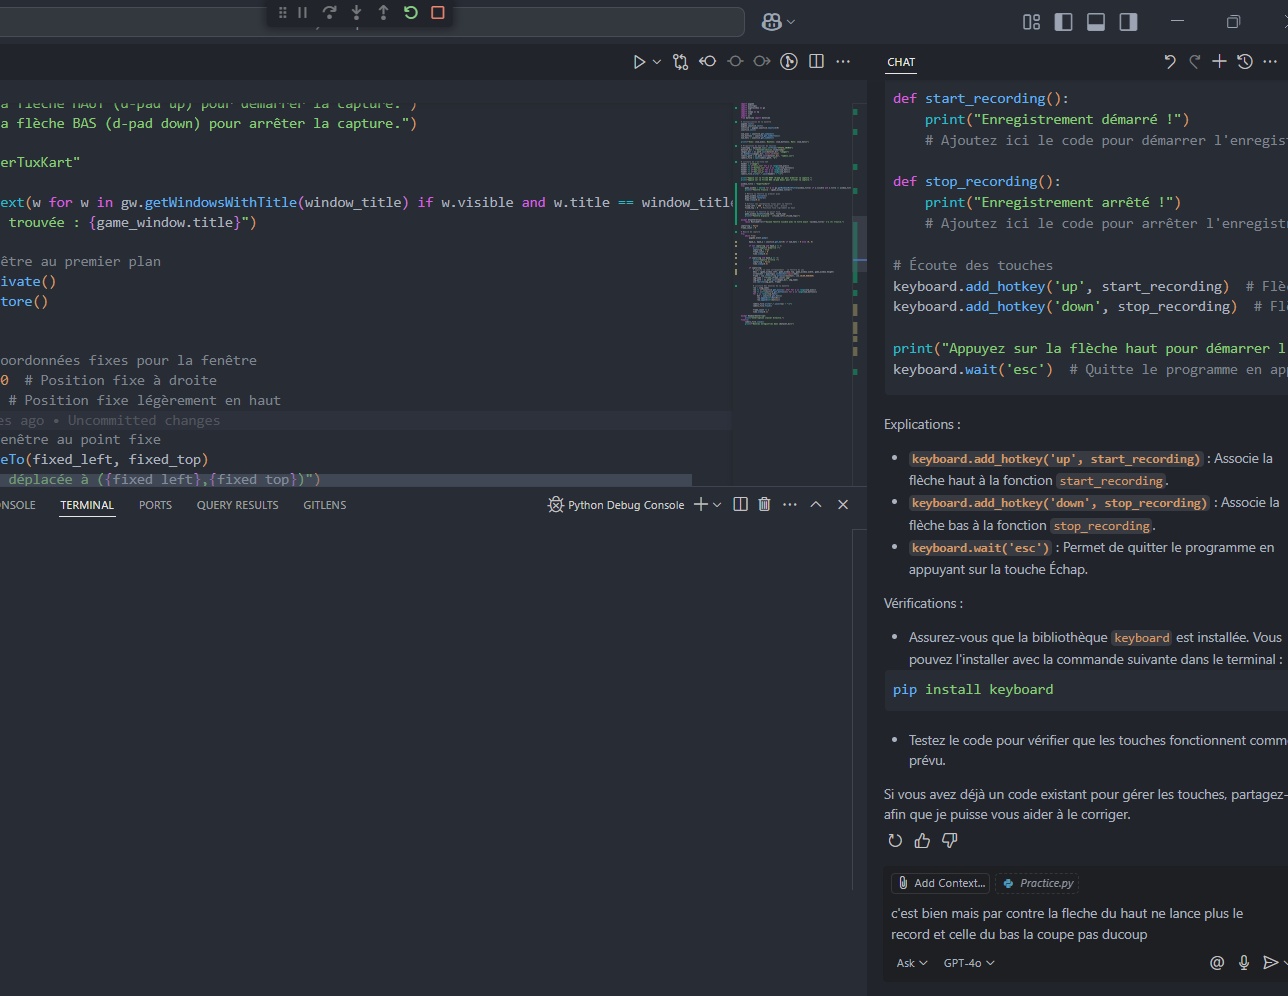 CHAT
a flèche HAUT (d-pad up) pour démarrer la capture.")
a flèche BAS (d-pad down) pour arrêter la capture.")
erTuxKart"
ext(w for w in gw.getWindowsWithTitle(window_title) if w.visible and w.title == window_title
trouvée : {game_window.title}")
être au premier plan
ivate()
tore()
oordonnées fixes pour la fenêtre
0 # Position fixe à droite
# Position fixe légèrement en haut
es ago • Uncommitted changes
enêtre au point fixe
eTo(fixed_left, fixed_top)
déplacée à ({fixed_left},{fixed_top})")
NSOLE
TERMINAL
PORTS
QUERY RESULTS
GITLENS
Python Debug Console
def start_recording():
print("Enregistrement démarré !")
# Ajoutez ici le code pour démarrer l'enregist
def stop_recording():
print("Enregistrement arrêté !")
# Ajoutez ici le code pour arrêter l'enregistr
# Écoute des touches
keyboard.add_hotkey('up', start_recording) # Flè
keyboard.add_hotkey('down', stop_recording) # Fl
print("Appuyez sur la flèche haut pour démarrer l
keyboard.wait('esc') # Quitte le programme en ap
Explications :
• keyboard.add_hotkey('up', start_recording) : Associe la
flèche haut à la fonction start_recording.
• keyboard.add_hotkey('down', stop_recording) : Associe la
flèche bas à la fonction stop_recording.
• keyboard.wait('esc') : Permet de quitter le programme en
appuyant sur la touche Échap.
Vérifications :
• Assurez-vous que la bibliothèque keyboard est installée. Vous
pouvez l'installer avec la commande suivante dans le terminal :
pip install keyboard
• Testez le code pour vérifier que les touches fonctionnent comm
prévu.
Si vous avez déjà un code existant pour gérer les touches, partagez-
afin que je puisse vous aider à le corriger.
Add Context...
Practice.py
c'est bien mais par contre la fleche du haut ne lance plus le
record et celle du bas la coupe pas ducoup
Ask
GPT-4o